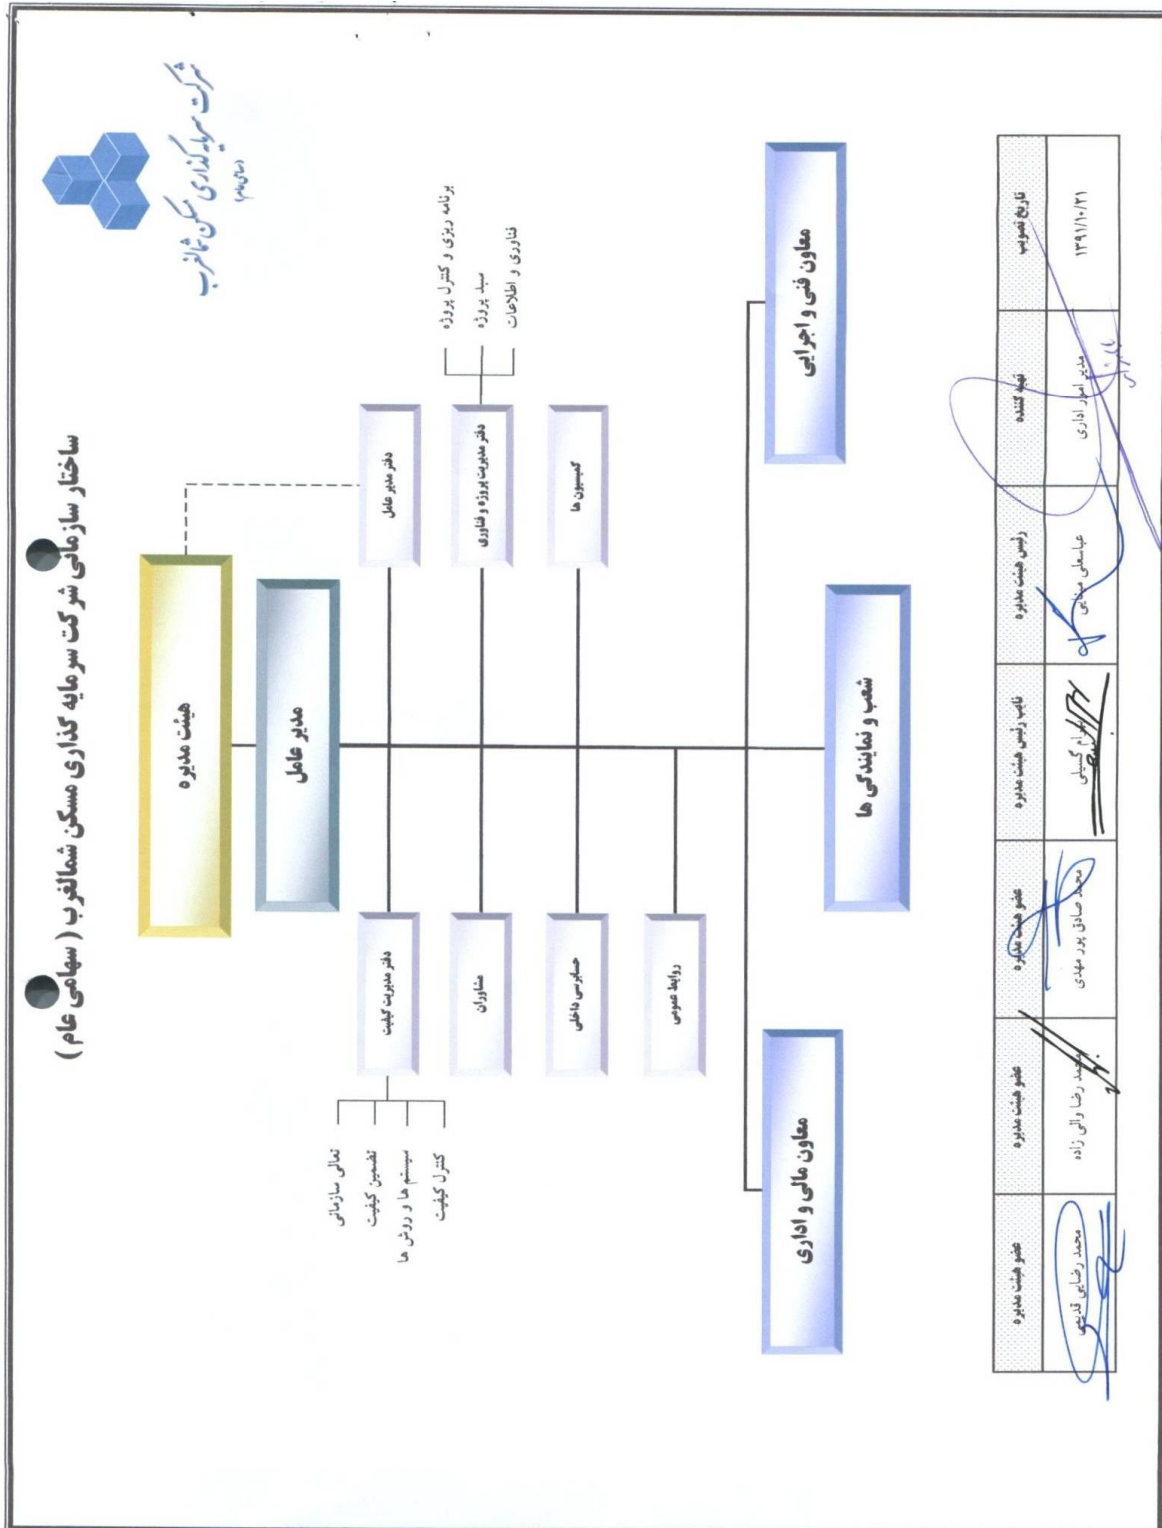 شرکت سرمایه گذاری مسکن شمالغرب
(سهامی عام)
ساختار سازمانی شرکت سرمایه گذاری مسکن شمالغرب ( سهامی عام )
هیئت مدیره
مدیر عامل
دفتر مدیر عامل
دفتر مدیریت کیفیت
تعالی سازمانی
تضمین کیفیت
سیستم ها و روش ها
کنترل کیفیت
دفتر مدیریت پروژه و فناوری
برنامه ریزی و کنترل پروژه
سبد پروژه
فناوری و اطلاعات
مشاوران
کمیسیون ها
حسابرسی داخلی
روابط عمومی
معاون فنی و اجرایی
شعب و نمایندگی ها
معاون مالی و اداری
تاریخ تصویب
تهیه کننده
رئیس هیئت مدیره
نایب رئیس هیئت مدیره
عضو هیئت مدیره
عضو هیئت مدیره
عضو هیئت مدیره
۱۳۹۱/۱۰/۲۱
مدیر امور اداری
عباسعلی
محمد صادق پور مهدی
محمد رضا والی زاده
محمد رضایی قدیمی